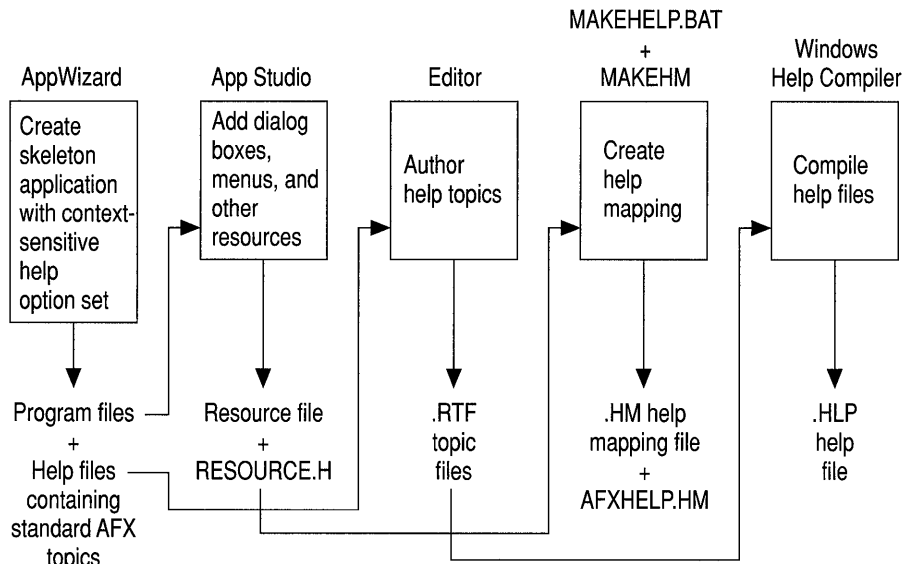 AppWizard
Create
skeleton
application
with context-
sensitive
help
option set
Program files
+
Help files
containing
standard AFX
topics
App Studio
Add dialog
boxes,
menus, and
other
resources
Resource file
+
RESOURCE.H
Editor
Author
help topics
.RTF
topic
files
MAKEHELP.BAT
+
MAKEHM
Create
help
mapping
.HM help
mapping file
+
AFXHELP.HM
Windows
Help Compiler
Compile
help files
.HLP
help
file